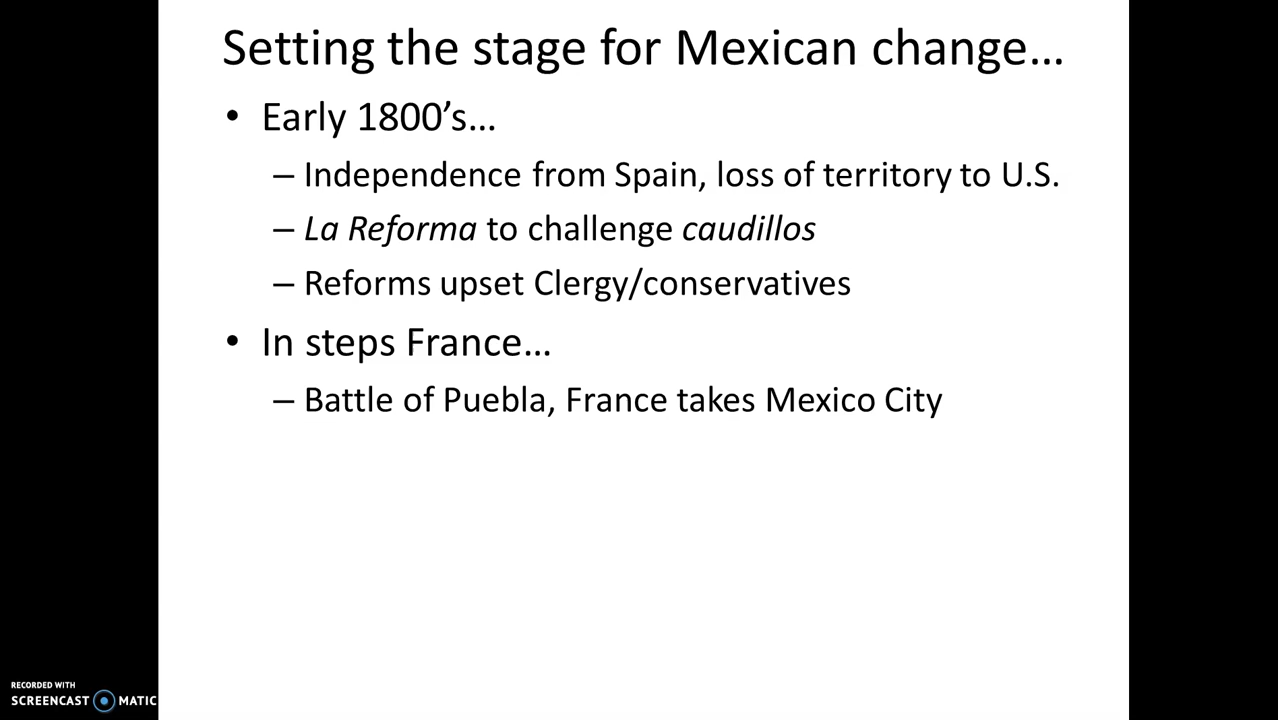 Setting the stage for Mexican change…
• Early 1800’s…
– Independence from Spain, loss of territory to U.S.
– La Reforma to challenge caudillos
– Reforms upset Clergy/conservatives
• In steps France…
– Battle of Puebla, France takes Mexico City
RECORDED WITH
SCREENCAST MATIC